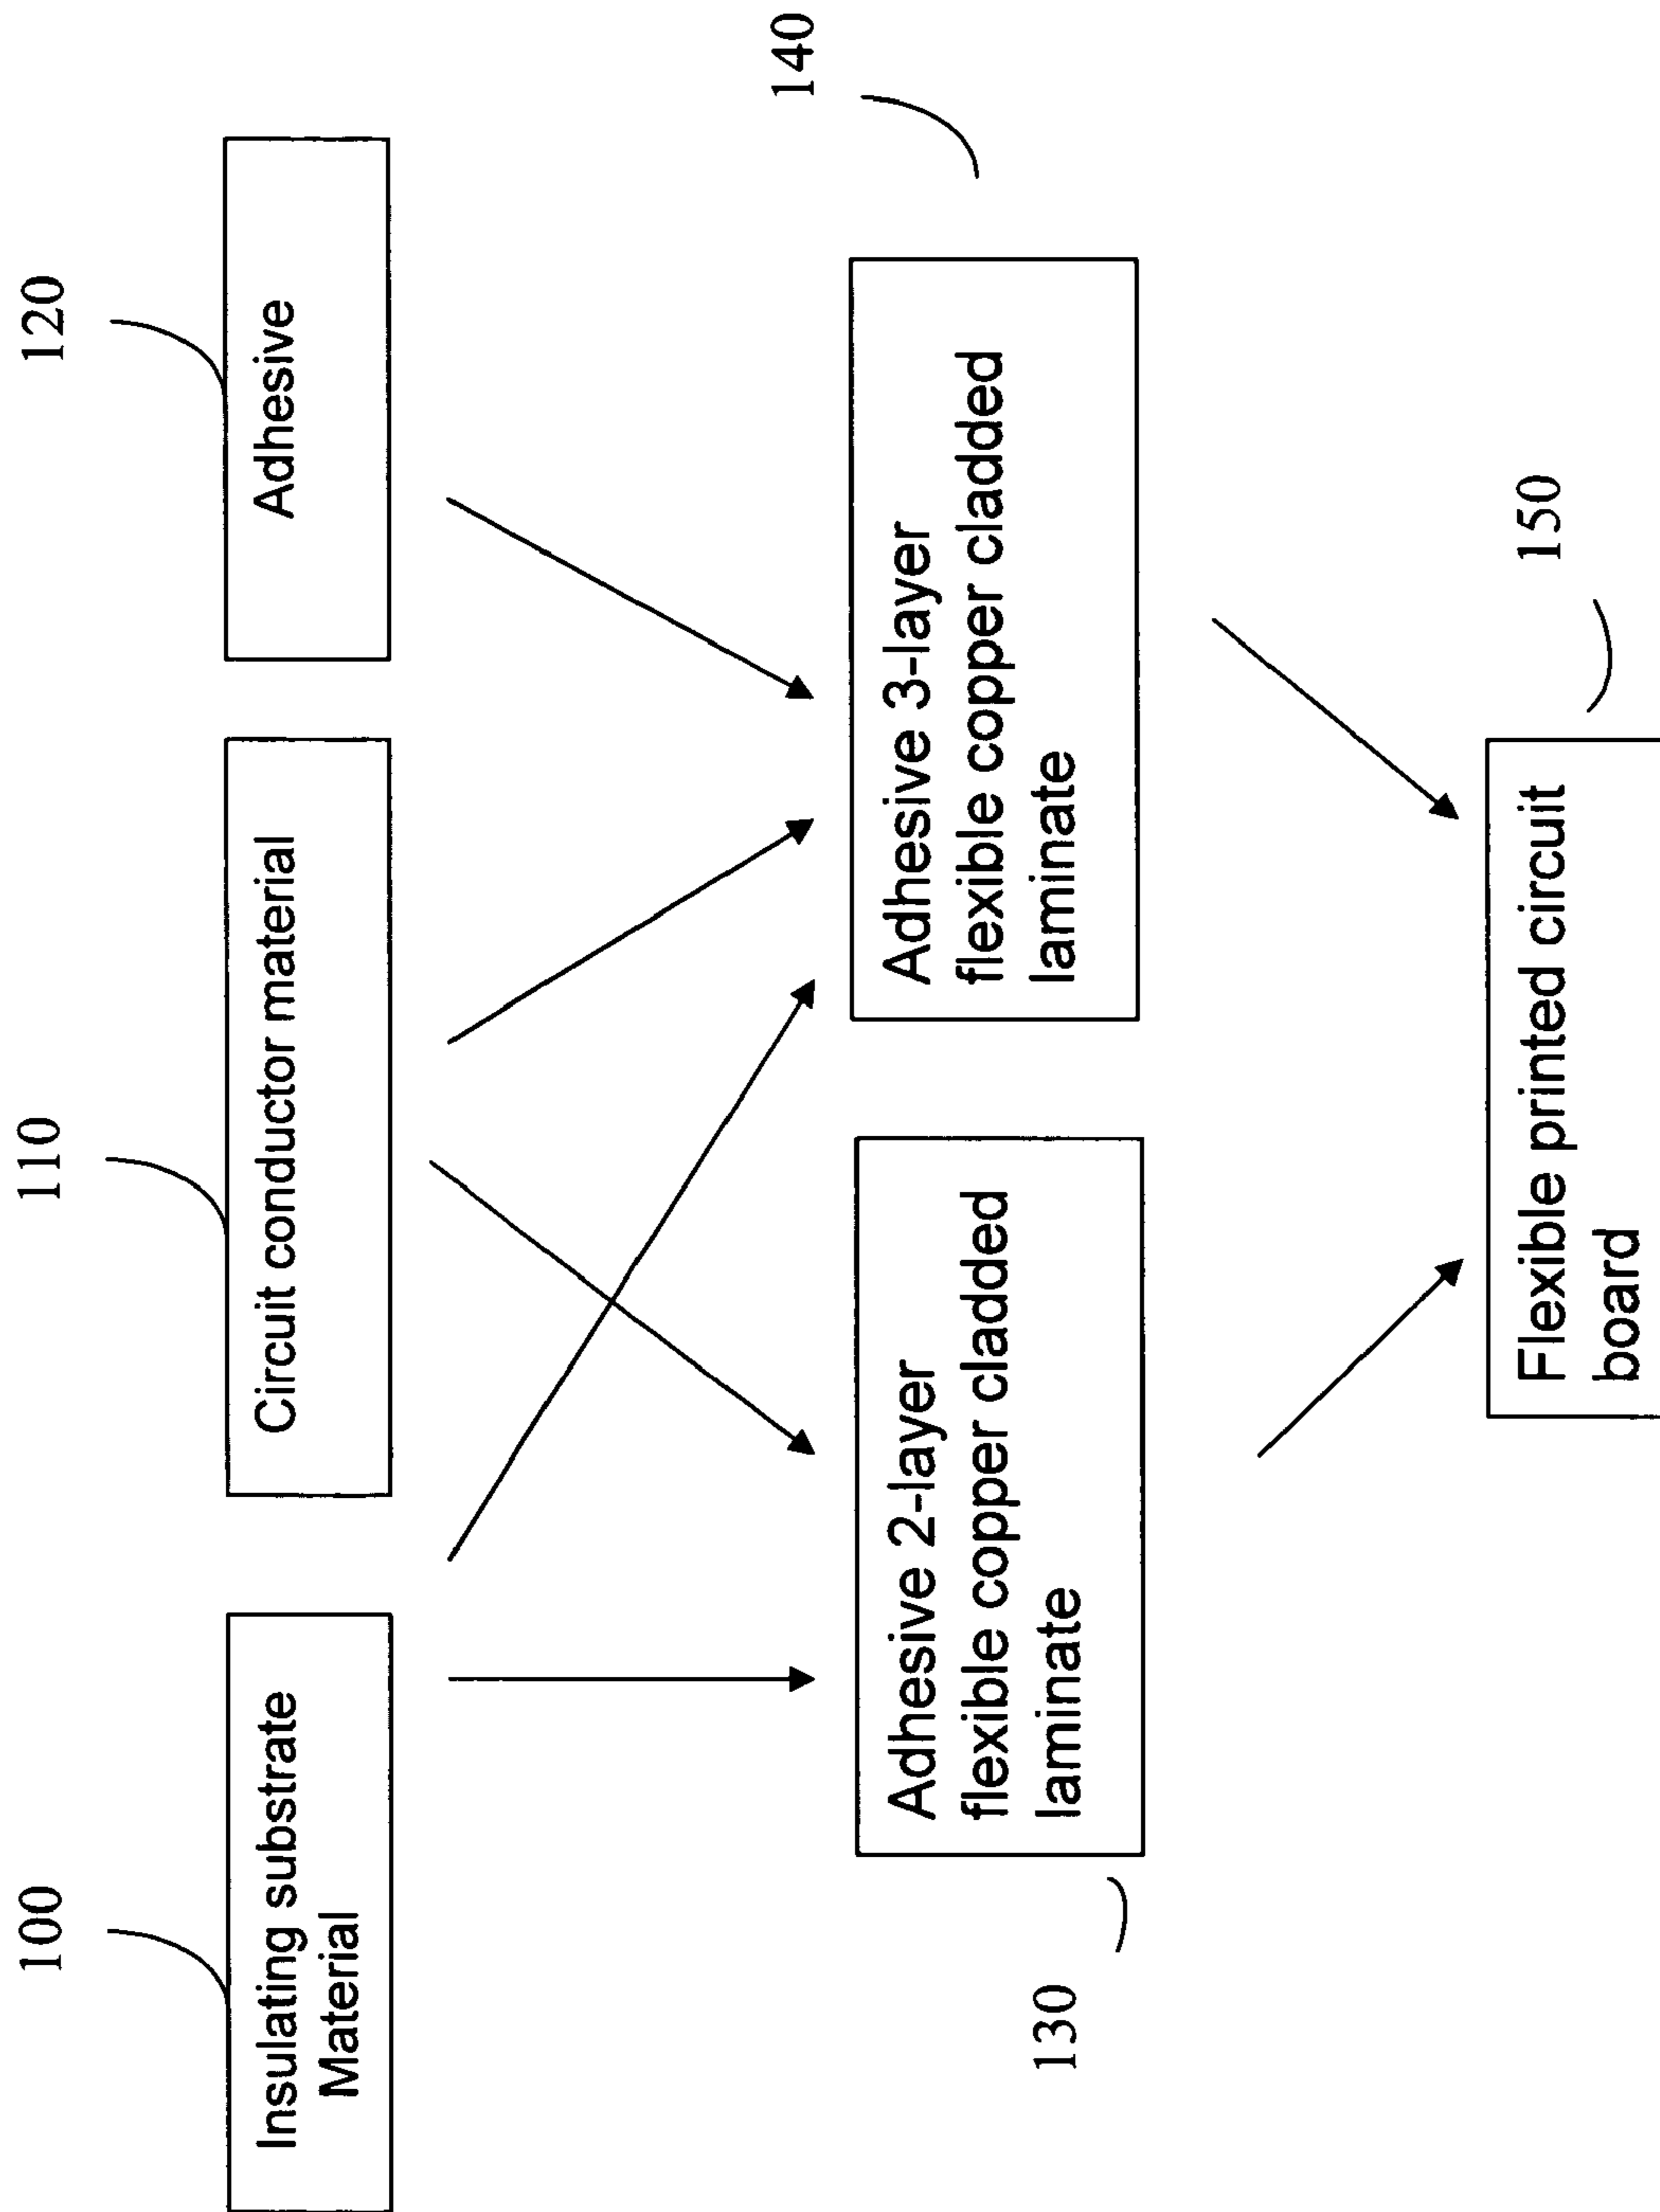 100
110
120
Insulating substrate
Material
Circuit conductor material
Adhesive
130
140
Adhesive 2-layer
flexible copper cladded
laminate
Adhesive 3-layer
flexible copper cladded
laminate
150
Flexible printed circuit
board